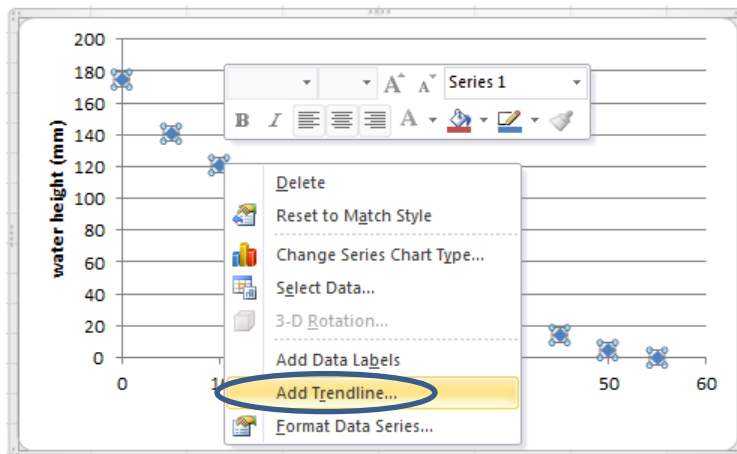 200
180
160
140
120
100
80
60
40
20
0
water height (mm)
Series 1
A A
B I A
Delete
Reset to Match Style
Change Series Chart Type...
Select Data...
3-D Rotation...
Add Data Labels
Add Trendline...
Format Data Series...
0
50
60